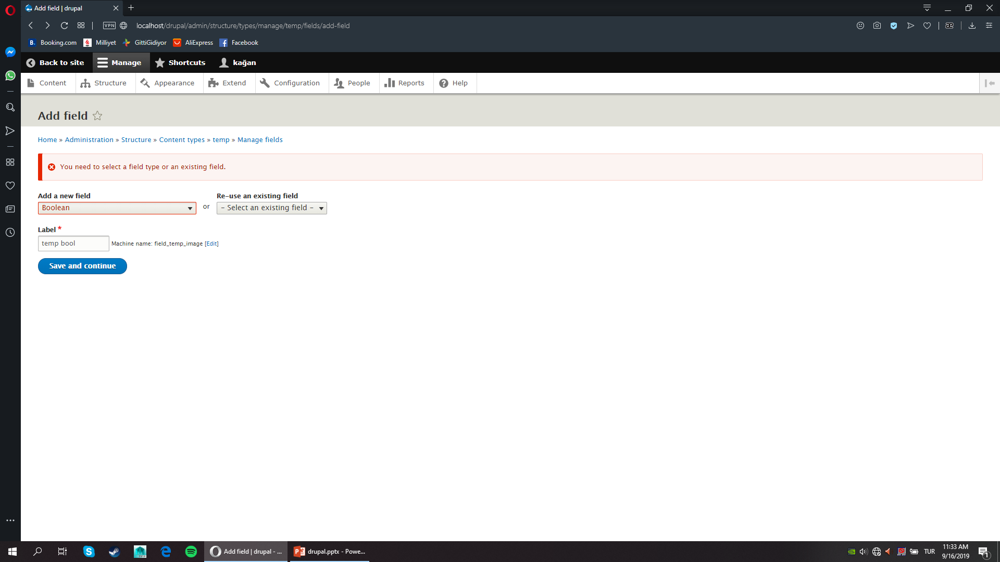 Add field | drupal
VPN
localhost/drupal/admin/structure/types/manage/temp/fields/add-field
B. Booking.com Milliyet GittiGidiyor AliExpress Facebook
Back to site Manage Shortcuts kağan
Content Structure Appearance Extend Configuration People Reports Help
Add field
Home » Administration » Structure » Content types » temp » Manage fields
You need to select a field type or an existing field.
Add a new field Re-use an existing field
Boolean or - Select an existing field -
Label *
temp bool Machine name: field_temp_image [Edit]
Save and continue
Add field | drupal - ... drupal.pptx - Powe... TUR 11:33 AM
9/16/2019 1